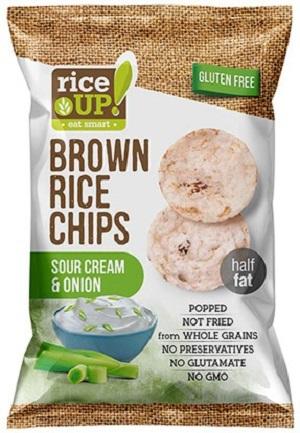 rice
UP!
• eat smart •
GLUTEN FREE
BROWN
RICE
CHIPS
SOUR CREAM
& ONION
half
fat
POPPED
NOT FRIED
from WHOLE GRAINS
NO PRESERVATIVES
NO GLUTAMATE
NO GMO